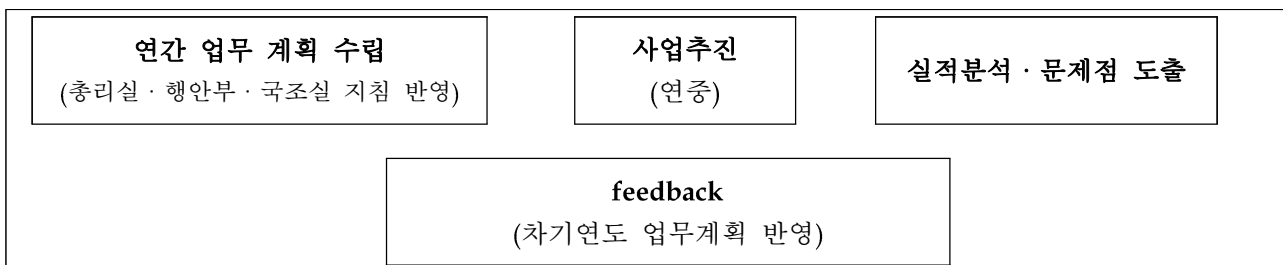 연간 업무 계획 수립
(총리실·행안부·국조실 지침 반영)
사업추진
(연중)
실적분석·문제점 도출
feedback
(차기연도 업무계획 반영)